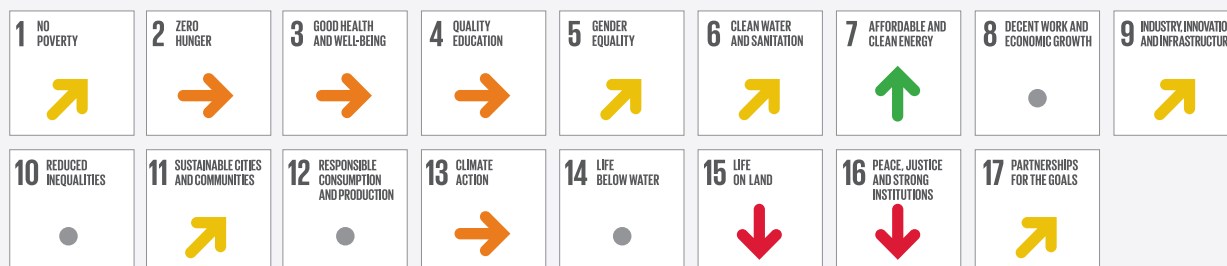 1 NO
POVERTY
2 ZERO
HUNGER
3 GOOD HEALTH
AND WELL-BEING
4 QUALITY
EDUCATION
5 GENDER
EQUALITY
6 CLEAN WATER
AND SANITATION
7 AFFORDABLE AND
CLEAN ENERGY
8 DECENT WORK AND
ECONOMIC GROWTH
9 INDUSTRY, INNOVATIO
AND INFRASTRUCTUR
10 REDUCED
INEQUALITIES
11 SUSTAINABLE CITIES
AND COMMUNITIES
12 RESPONSIBLE
CONSUMPTION
AND PRODUCTION
13 CLIMATE
ACTION
14 LIFE
BELOW WATER
15 LIFE
ON LAND
16 PEACE, JUSTICE
AND STRONG
INSTITUTIONS
17 PARTNERSHIPS
FOR THE GOALS